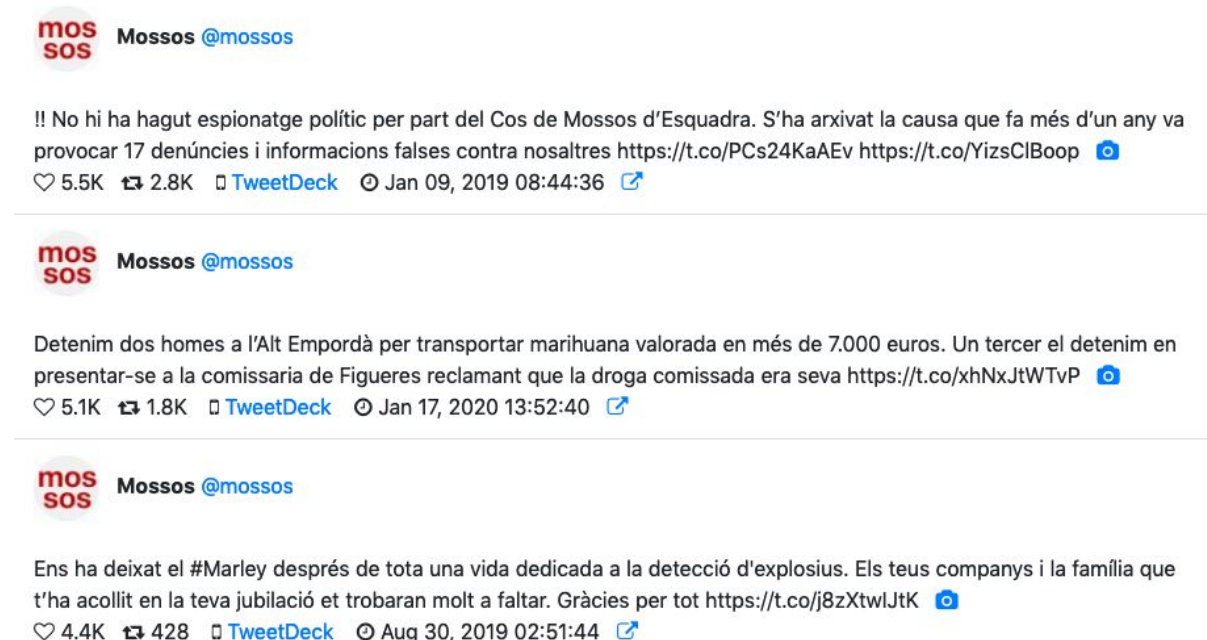 mos
sos
Mossos @mossos
!! No hi ha hagut espionatge polític per part del Cos de Mossos d’Esquadra. S’ha arxivat la causa que fa més d’un any va
provocar 17 denúncies i informacions falses contra nosaltres https://t.co/PCs24KaAEv https://t.co/YizsClBoop
5.5K 2.8K TweetDeck Jan 09, 2019 08:44:36
mos
sos
Mossos @mossos
Detenim dos homes a l’Alt Empordà per transportar marihuana valorada en més de 7.000 euros. Un tercer el detenim en
presentar-se a la comissaria de Figueres reclamant que la droga comissada era seva https://t.co/xhNxJtWTvP
5.1K 1.8K TweetDeck Jan 17, 2020 13:52:40
mos
sos
Mossos @mossos
Ens ha deixat el #Marley després de tota una vida dedicada a la detecció d'explosius. Els teus companys i la família que
t’ha acollit en la teva jubilació et trobaran molt a faltar. Gràcies per tot https://t.co/j8zXtwIJtK
4.4K 428 TweetDeck Aug 30, 2019 02:51:44